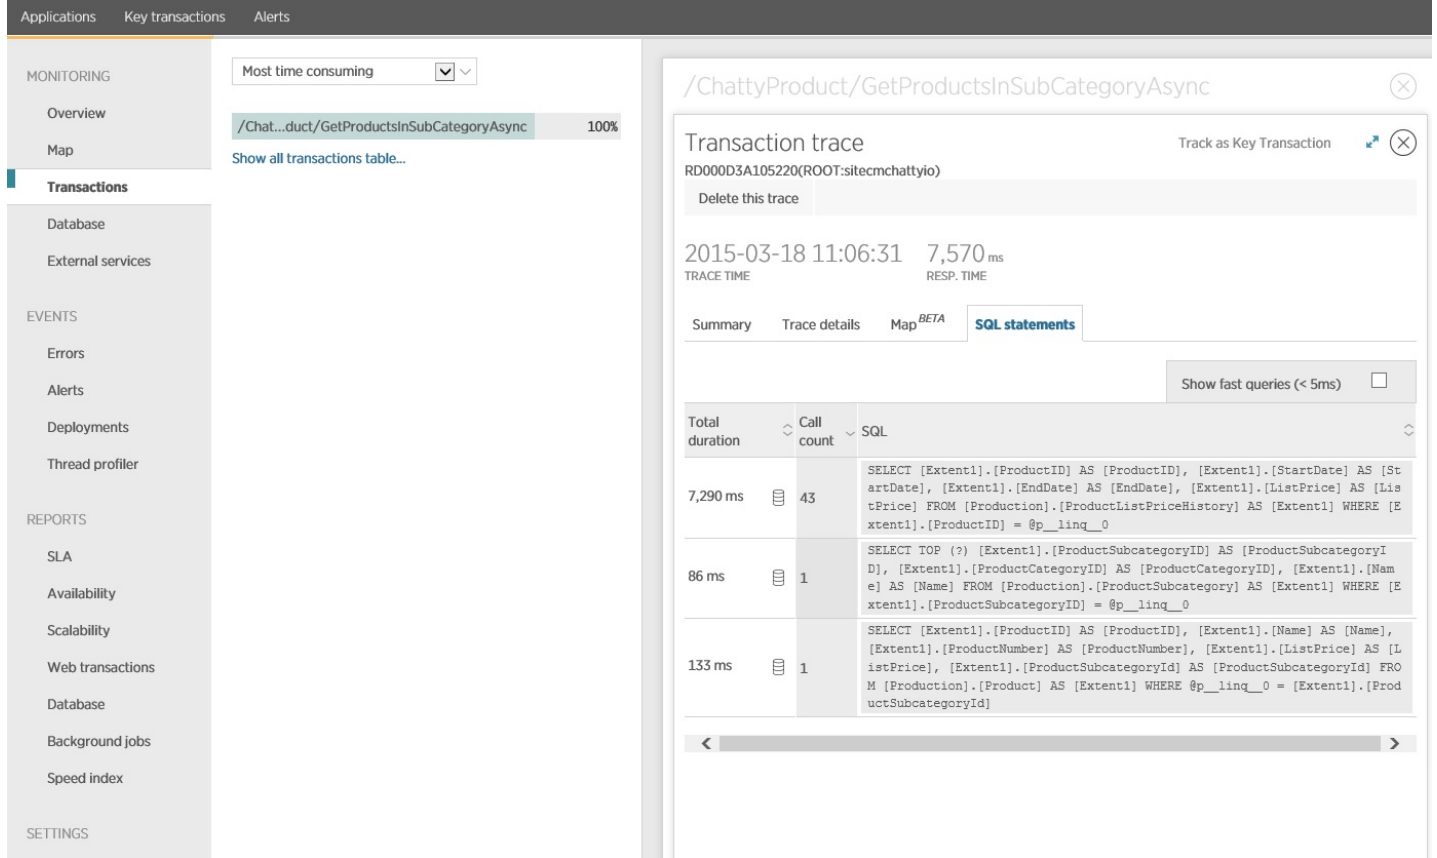 Applications Key transactions Alerts
MONITORING
Overview
Map
Transactions
Database
External services
EVENTS
Errors
Alerts
Deployments
Thread profiler
REPORTS
SLA
Availability
Scalability
Web transactions
Database
Background jobs
Speed index
SETTINGS
Most time consuming
/Chat...duct/GetProductsInSubCategoryAsync 100%
Show all transactions table...
/ChattyProduct/GetProductsInSubCategoryAsync
Transaction trace Track as Key Transaction
RD000D3A105220(ROOT:sitecmchattyio)
Delete this trace
2015-03-18 11:06:31 7,570 ms
TRACE TIME RESP. TIME
Summary Trace details Map BETA SQL statements
Show fast queries (< 5ms)
Total duration Call count SQL
7,290 ms 43
SELECT [Extent1].[ProductID] AS [ProductID], [Extent1].[StartDate] AS [St
artDate], [Extent1].[EndDate] AS [EndDate], [Extent1].[ListPrice] AS [Lis
tPrice] FROM [Production].[ProductListPriceHistory] AS [Extent1] WHERE [E
xtent1].[ProductID] = @p__linq__0
86 ms 1
SELECT TOP (?) [Extent1].[ProductSubcategoryID] AS [ProductSubcategoryI
D], [Extent1].[ProductCategoryID] AS [ProductCategoryID], [Extent1].[Nam
e] AS [Name] FROM [Production].[ProductSubcategory] AS [Extent1] WHERE [E
xtent1].[ProductSubcategoryID] = @p__linq__0
133 ms 1
SELECT [Extent1].[ProductID] AS [ProductID], [Extent1].[Name] AS [Name],
[Extent1].[ProductNumber] AS [ProductNumber], [Extent1].[ListPrice] AS [L
istPrice], [Extent1].[ProductSubcategoryId] AS [ProductSubcategoryId] FRO
M [Production].[Product] AS [Extent1] WHERE @p__linq__0 = [Extent1].[Prod
uctSubcategoryId]